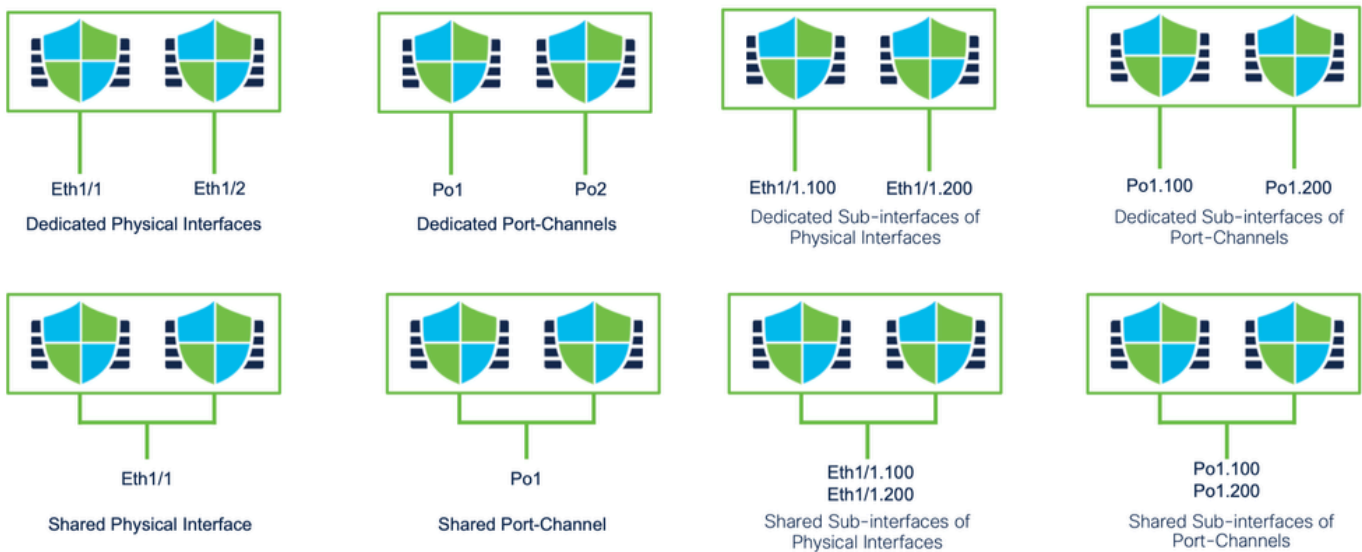 Eth1/1
Eth1/2
Dedicated Physical Interfaces
Po1
Po2
Dedicated Port-Channels
Eth1/1.100
Eth1/1.200
Dedicated Sub-interfaces of
Physical Interfaces
Po1.100
Po1.200
Dedicated Sub-interfaces of
Port-Channels
Eth1/1
Shared Physical Interface
Po1
Shared Port-Channel
Eth1/1.100
Eth1/1.200
Shared Sub-interfaces of
Physical Interfaces
Po1.100
Po1.200
Shared Sub-interfaces of
Port-Channels